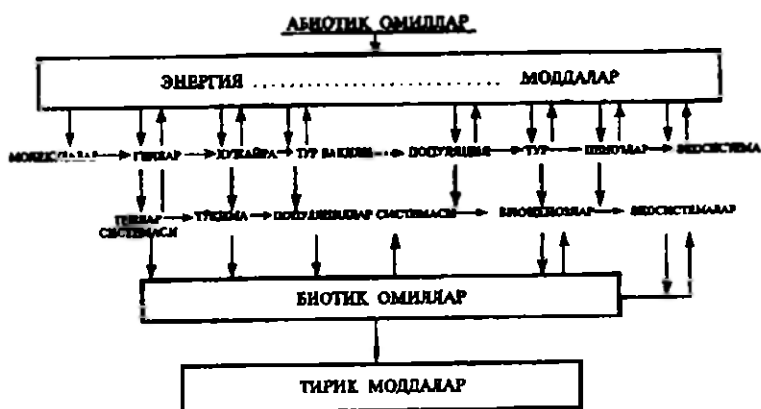 АБИОТИК ОМИЛЛАР
ЭНЕРГИЯ .......................... МОДДАЛАР
МОЛЕКУЛАЛАР ГЕНЛАР ҲУЖАЙРА ТУР ВАКИЛИ ПОПУЛЯЦИЯ ТУР ЦЕНОЗЛАР ЭКОСИСТЕМА
ГЕНЛАР ТЎҚИМА ПОПУЛЯЦИЯЛАР СИСТЕМАСИ БИОЦЕНОЗЛАР ЭКОСИСТЕМАЛАР
СИСТЕМАСИ
БИОТИК ОМИЛЛАР
ТИРИК МОДДАЛАР